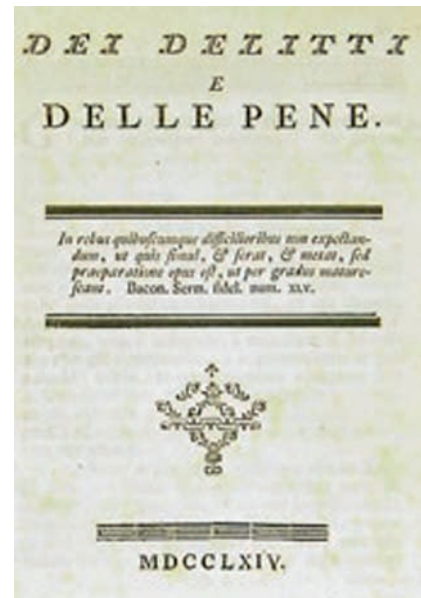 DEI DELITTI
E
DELLE PENE.
In rebus quibuſcumque difficilioribus non expectan-
dum, ut quis ſimul, & ſerat, & metat, ſed
praeparatione opus eſt, ut per gradus mature-
ſcant. Bacon. Serm. fidel. num. XLV.
MDCCLXIV.